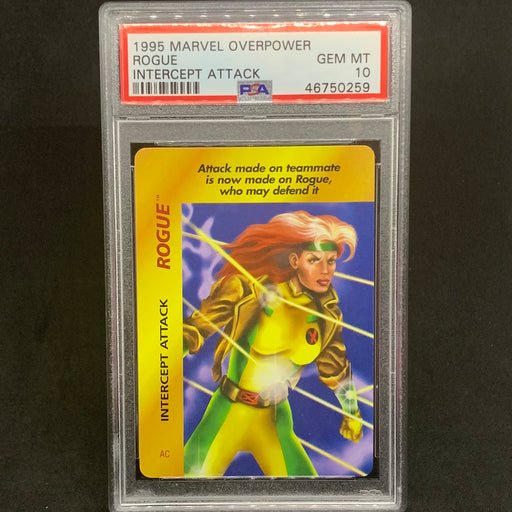 1995 MARVEL OVERPOWER
ROGUE GEM MT
INTERCEPT ATTACK 10
PSA 46750259
Attack made on teammate
is now made on Rogue,
who may defend it
ROGUE™
INTERCEPT ATTACK
AC